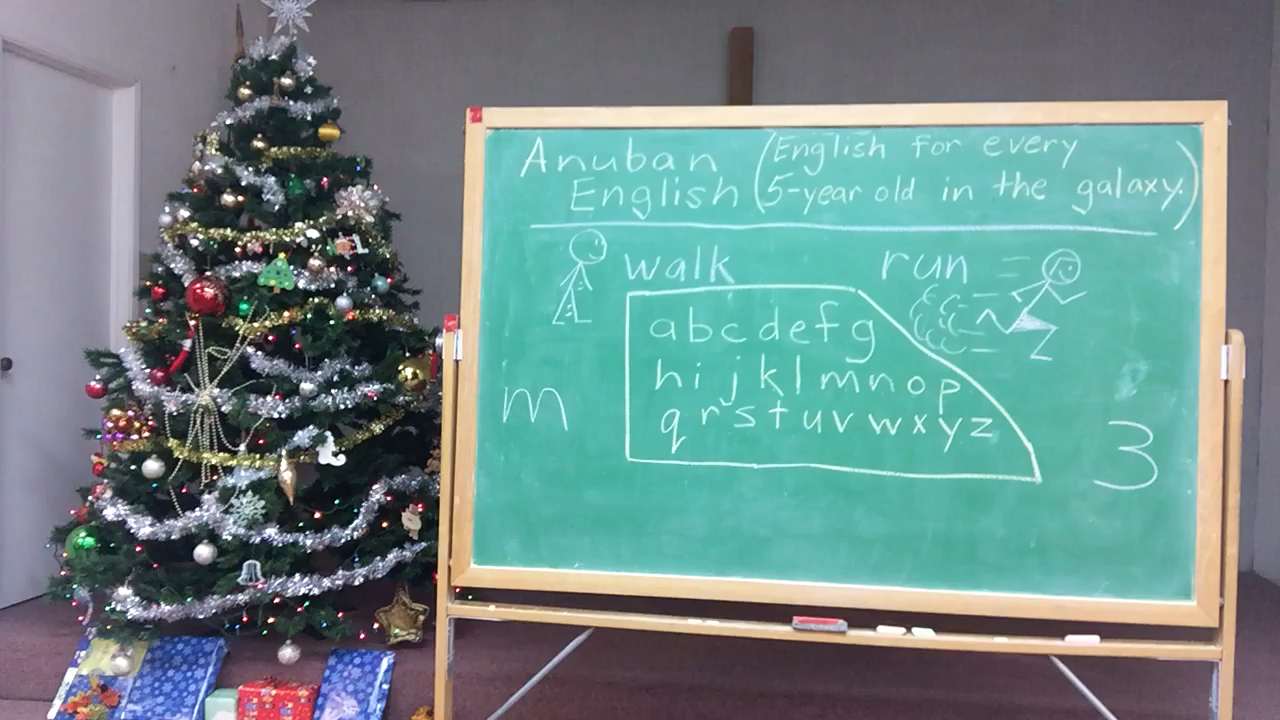 Anuban (English for every
English 5-year old in the galaxy.)
walk run =
abcdefg
hijklmnop
qrstuvwxyz
m
3